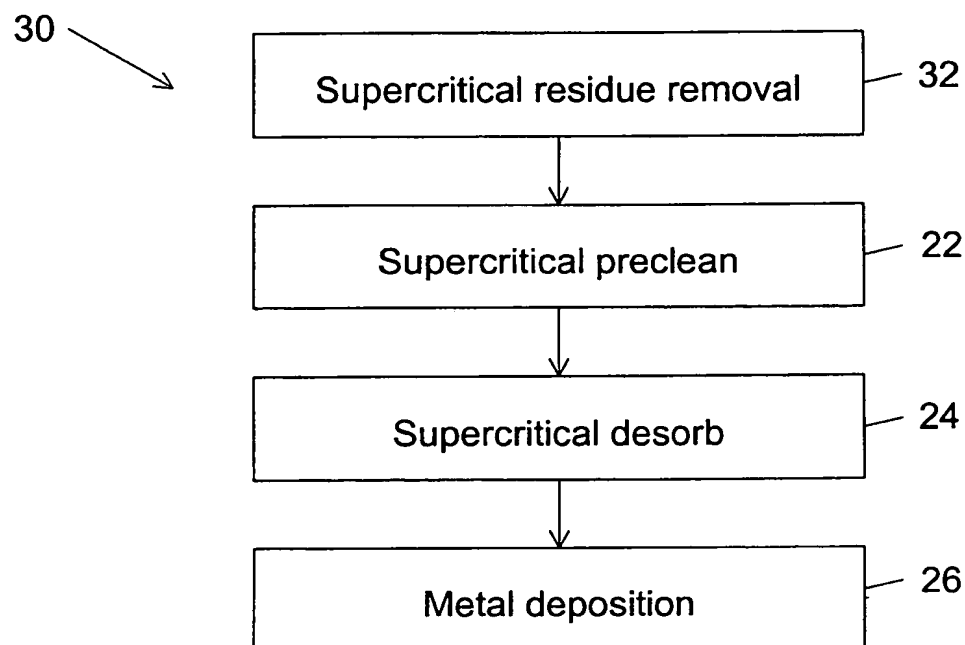 30
Supercritical residue removal
32
Supercritical preclean
22
Supercritical desorb
24
Metal deposition
26